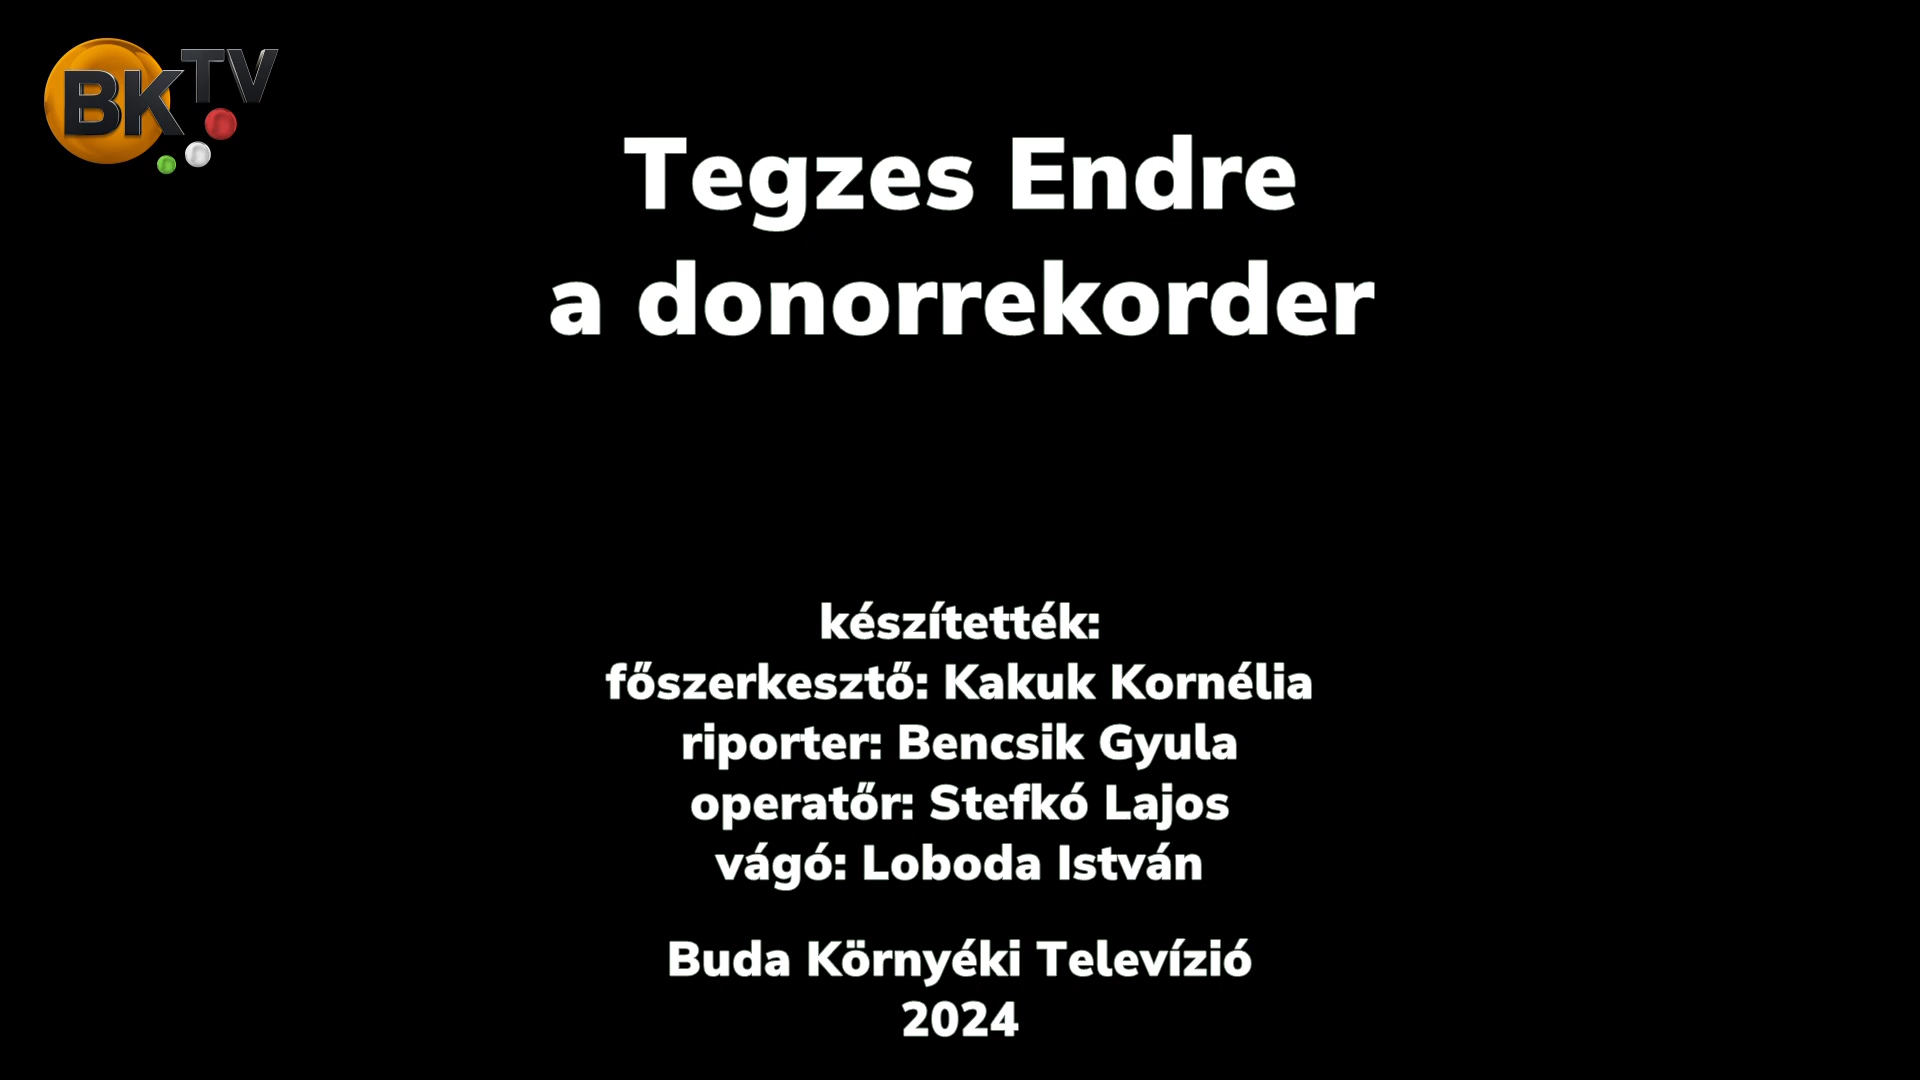 BKTV
Tegzes Endre
a donorrekorder
készítették:
főszerkesztő: Kakuk Kornélia
riporter: Bencsik Gyula
operatőr: Stefkó Lajos
vágó: Loboda István
Buda Környéki Televízió
2024